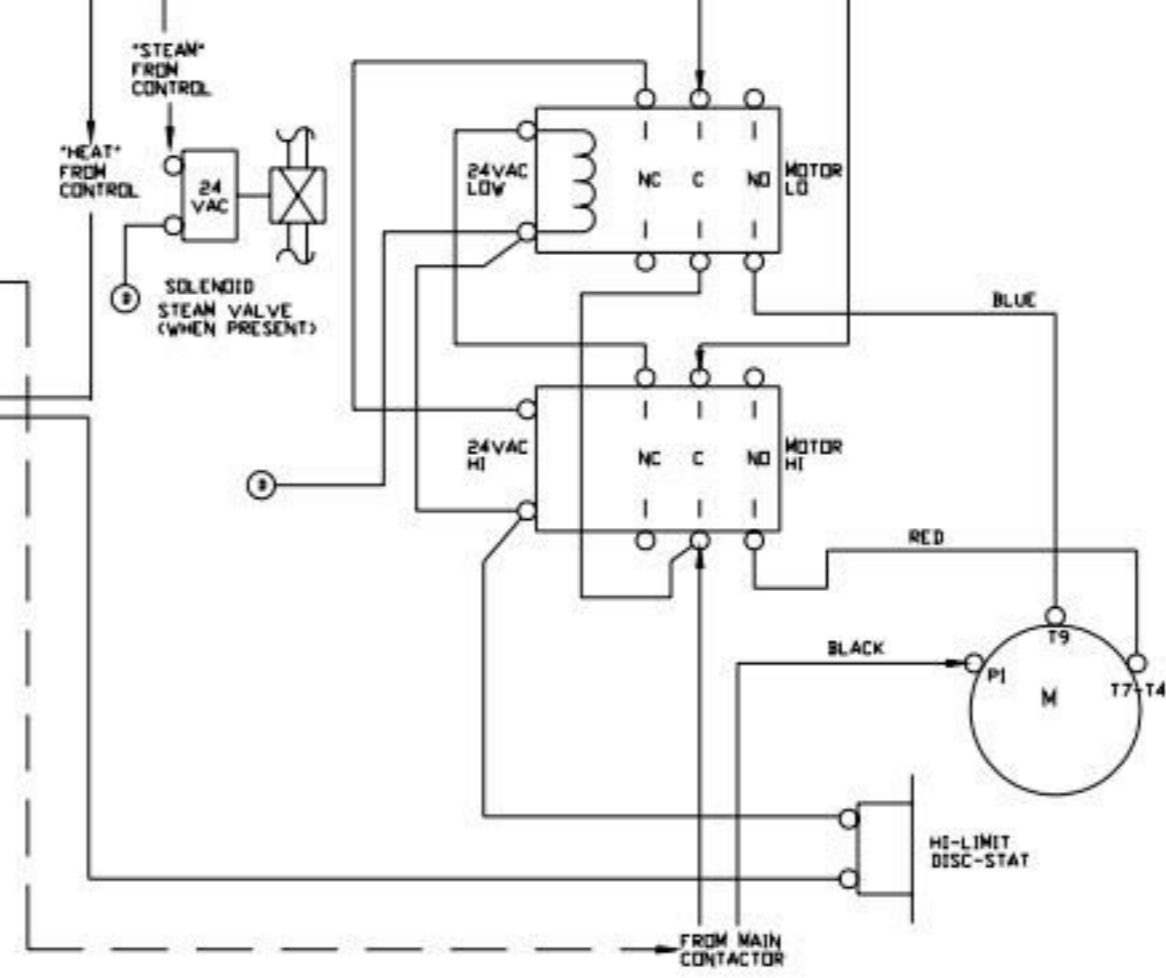 "STEAM"
FROM
CONTROL
"HEAT"
FROM
CONTROL
24
VAC
SOLENOID
STEAM VALVE
(WHEN PRESENT)
24VAC
LOW
NC C NO
MOTOR
LO
BLUE
24VAC
HI
NC C NO
MOTOR
HI
RED
BLACK
T9
P1
M
T7-T4
HI-LIMIT
DISC-STAT
FROM MAIN
CONTACTOR